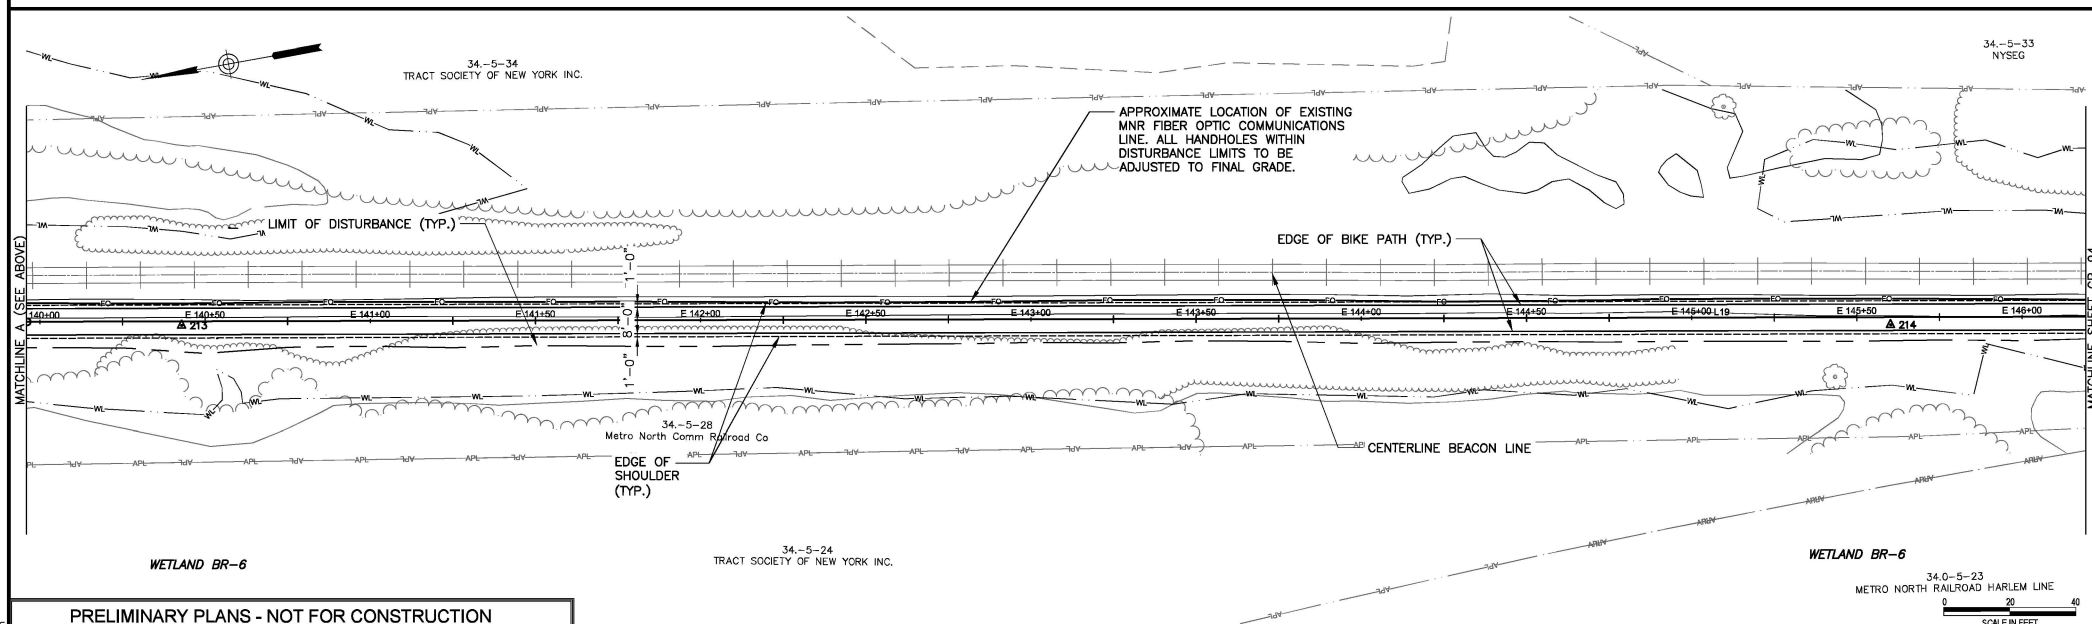 34.-5-34
TRACT SOCIETY OF NEW YORK INC.
34.-5-33
NYSEG
APPROXIMATE LOCATION OF EXISTING
MNR FIBER OPTIC COMMUNICATIONS
LINE. ALL HANDHOLES WITHIN
DISTURBANCE LIMITS TO BE
ADJUSTED TO FINAL GRADE.
LIMIT OF DISTURBANCE (TYP.)
EDGE OF BIKE PATH (TYP.)
MATCHLINE A (SEE ABOVE)
1'-0"
8'-0"
1'-0"
140+00
E 140+50
E 141+00
E 141+50
E 142+00
E 142+50
E 143+00
E 143+50
E 144+00
E 144+50
E 145+00 L19
E 145+50
E 146+00
213
214
34.-5-28
Metro North Comm Railroad Co
EDGE OF
SHOULDER
(TYP.)
CENTERLINE BEACON LINE
34.-5-24
TRACT SOCIETY OF NEW YORK INC.
WETLAND BR-6
WETLAND BR-6
34.0-5-23
METRO NORTH RAILROAD HARLEM LINE
0 20 40
SCALE IN FEET
PRELIMINARY PLANS - NOT FOR CONSTRUCTION